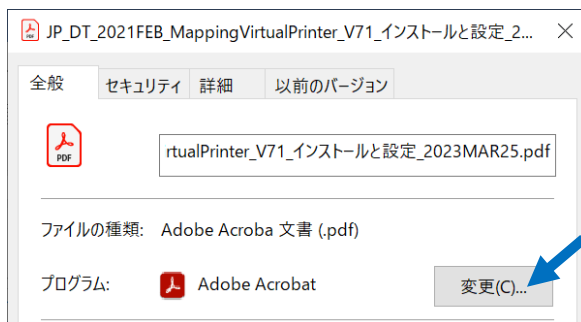 JP_DT_2021FEB_MappingVirtualPrinter_V71_インストールと設定_2...
全般 セキュリティ 詳細 以前のバージョン
PDF rtualPrinter_V71_インストールと設定_2023MAR25.pdf
ファイルの種類: Adobe Acroba 文書 (.pdf)
プログラム: Adobe Acrobat 変更(C)...